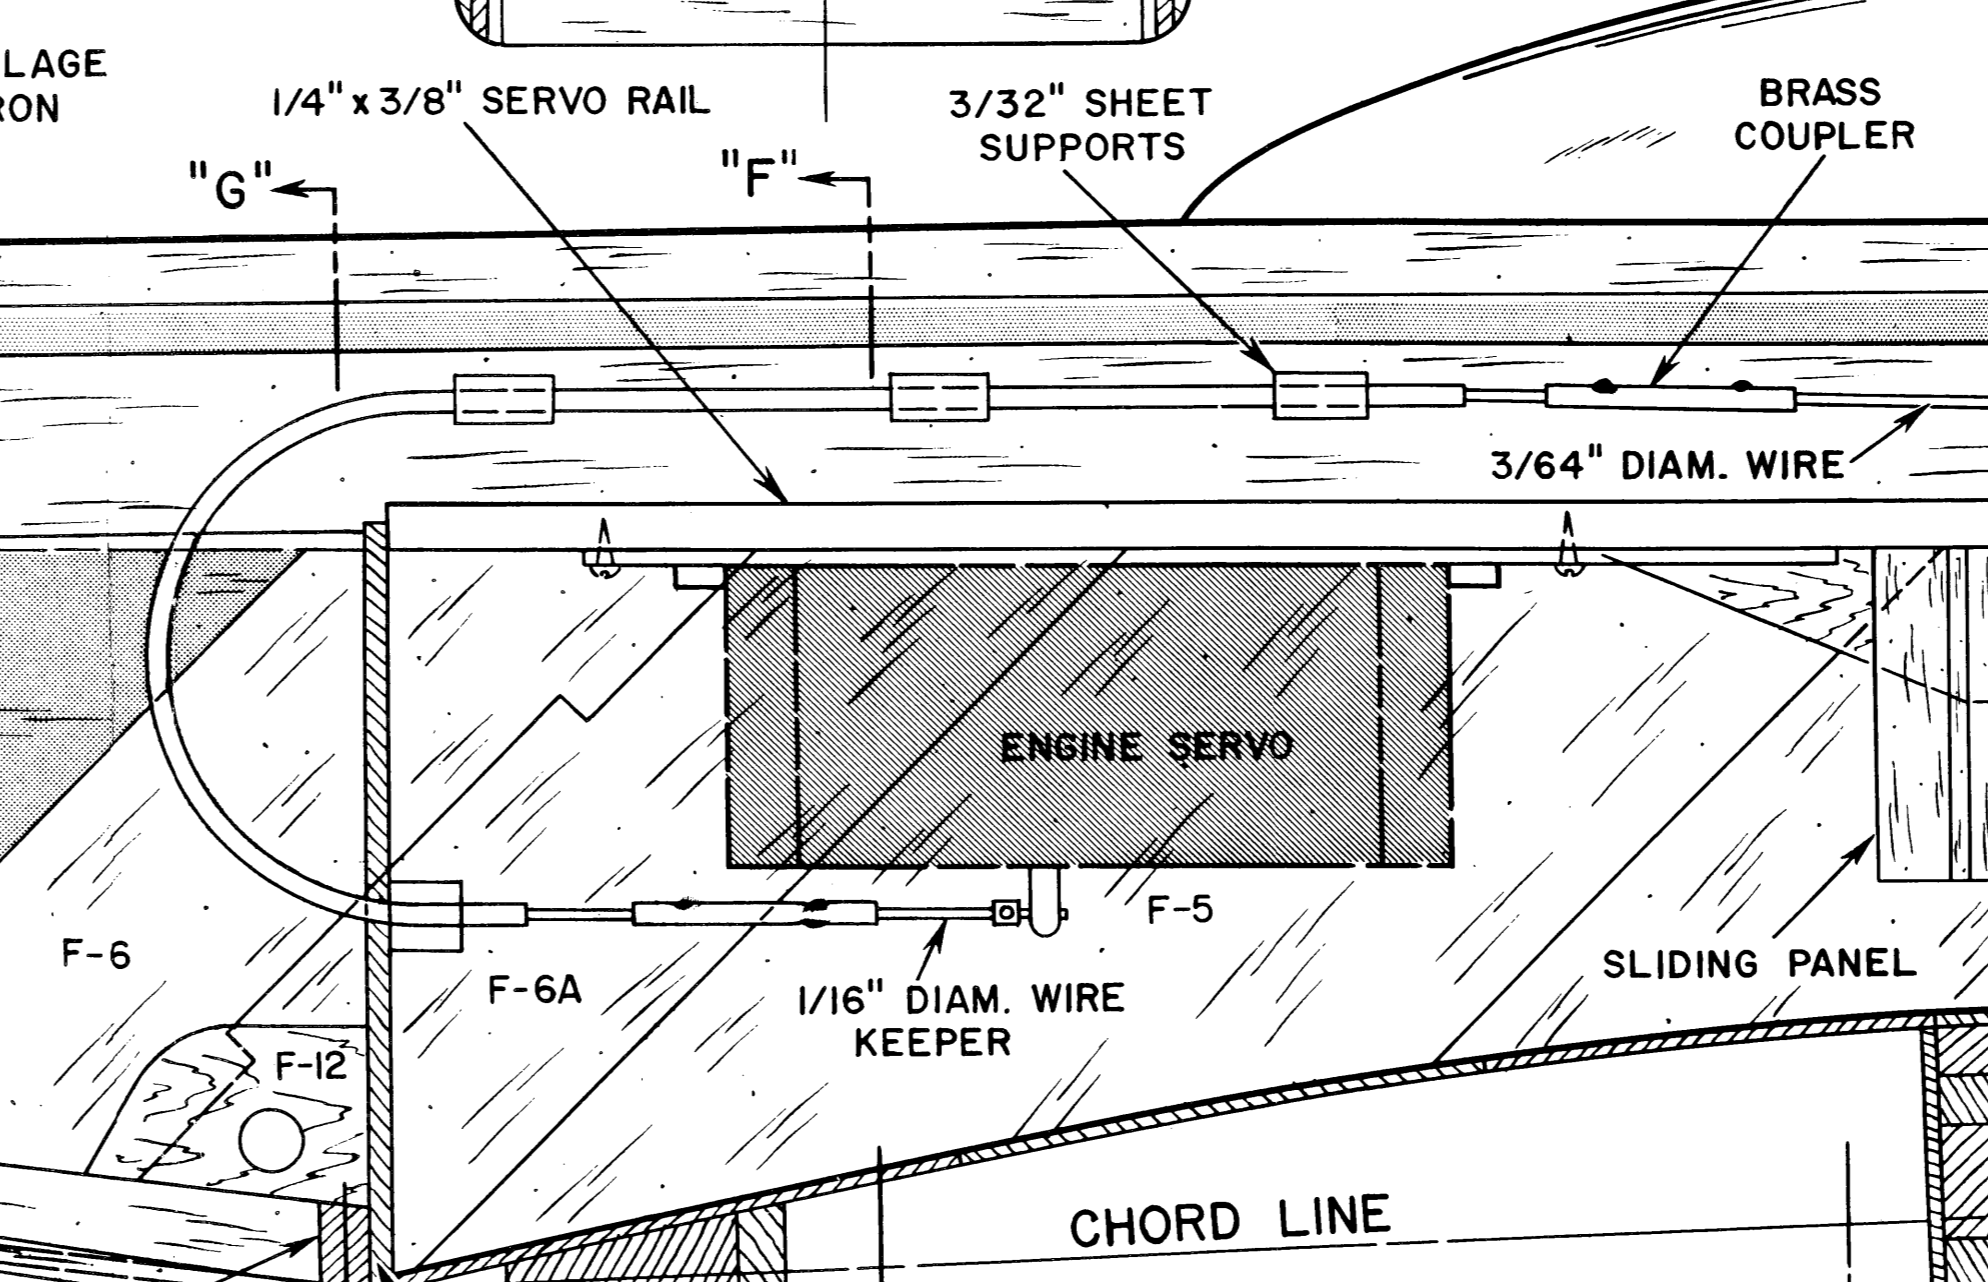 LAGE
RON
1/4" x 3/8" SERVO RAIL
3/32" SHEET
SUPPORTS
BRASS
COUPLER
"G"
"F"
3/64" DIAM. WIRE
ENGINE SERVO
F-5
F-6
F-6A
SLIDING PANEL
1/16" DIAM. WIRE
KEEPER
F-12
CHORD LINE